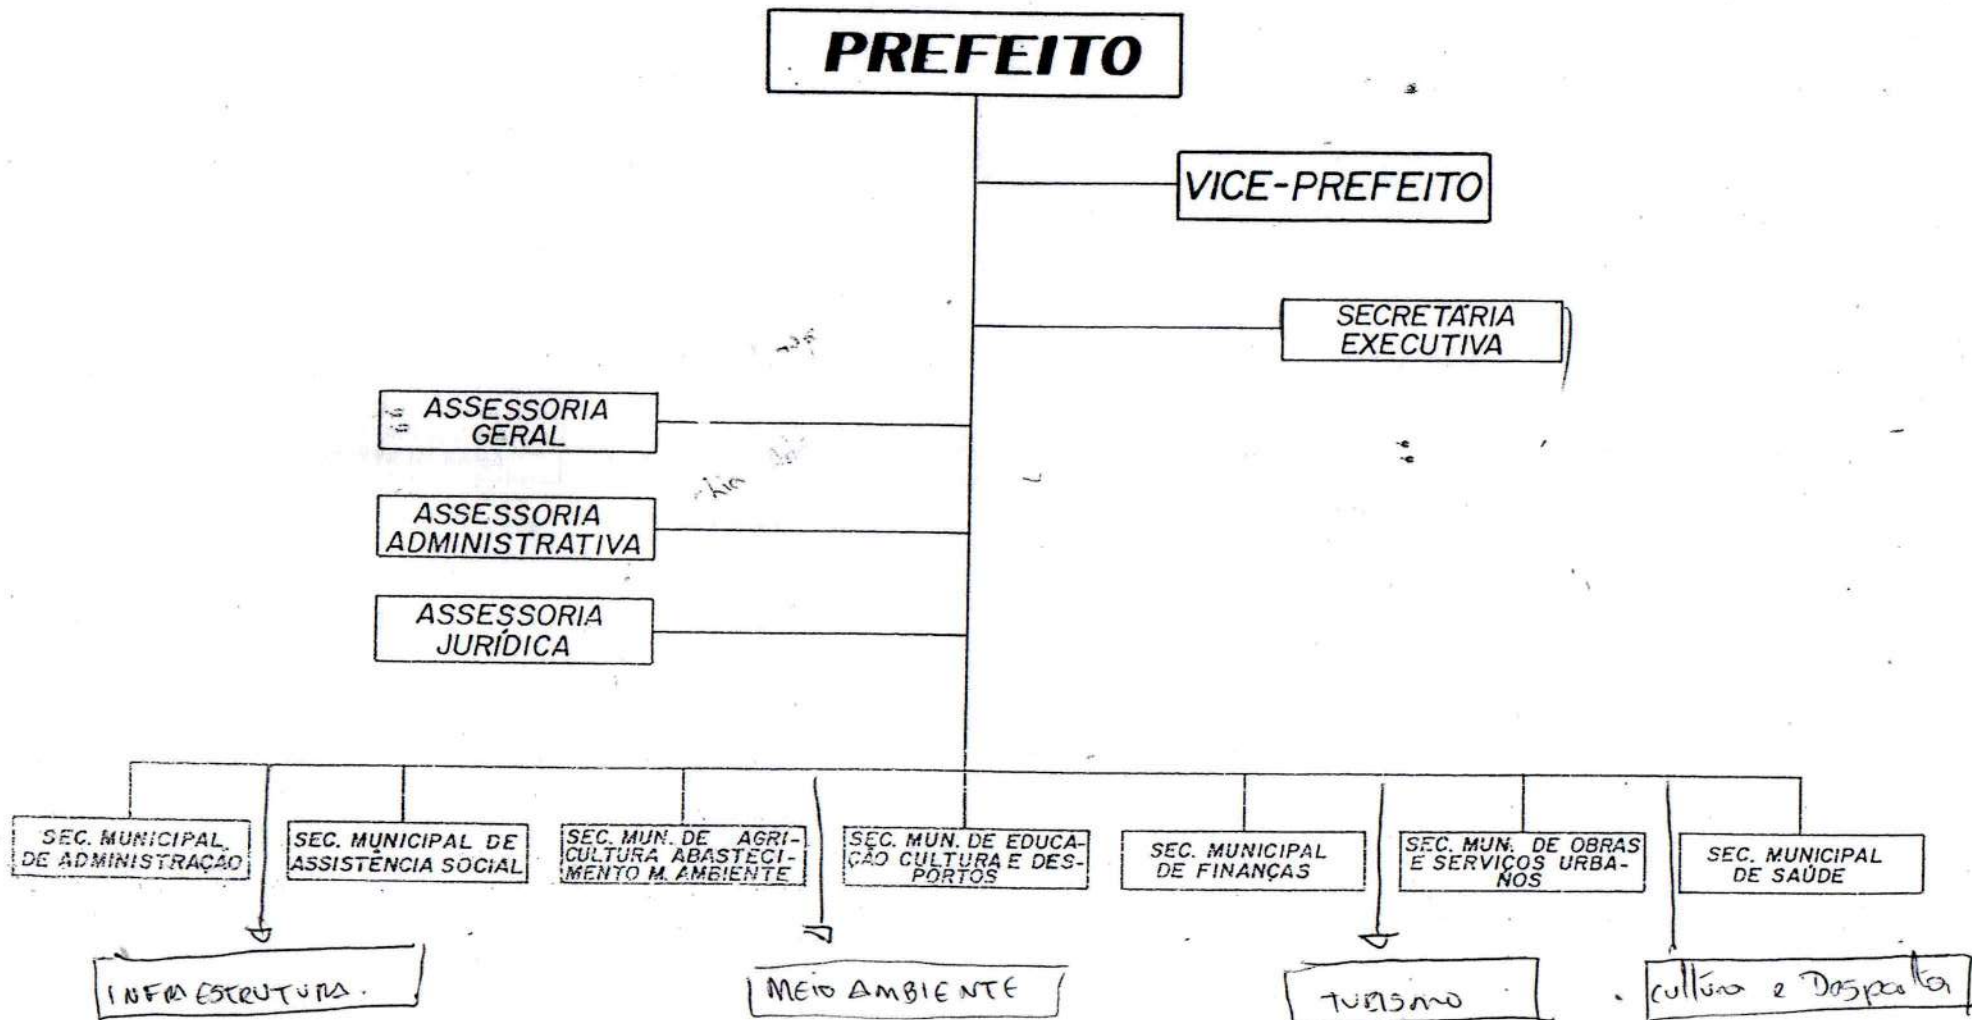 PREFEITO
VICE-PREFEITO
SECRETÁRIA
EXECUTIVA
ASSESSORIA
GERAL
ASSESSORIA
ADMINISTRATIVA
ASSESSORIA
JURÍDICA
SEC. MUNICIPAL
DE ADMINISTRAÇÃO
SEC. MUNICIPAL DE
ASSISTÊNCIA SOCIAL
SEC. MUN. DE AGRI-
CULTURA ABASTECI-
MENTO M. AMBIENTE
SEC. MUN. DE EDUCA-
ÇÃO CULTURA E DES-
PORTOS
SEC. MUNICIPAL
DE FINANÇAS
SEC. MUN. DE OBRAS
E SERVIÇOS URBA-
NOS
SEC. MUNICIPAL
DE SAÚDE
INFRAESTRUTURA.
MEIO AMBIENTE
TURISMO
cultura e